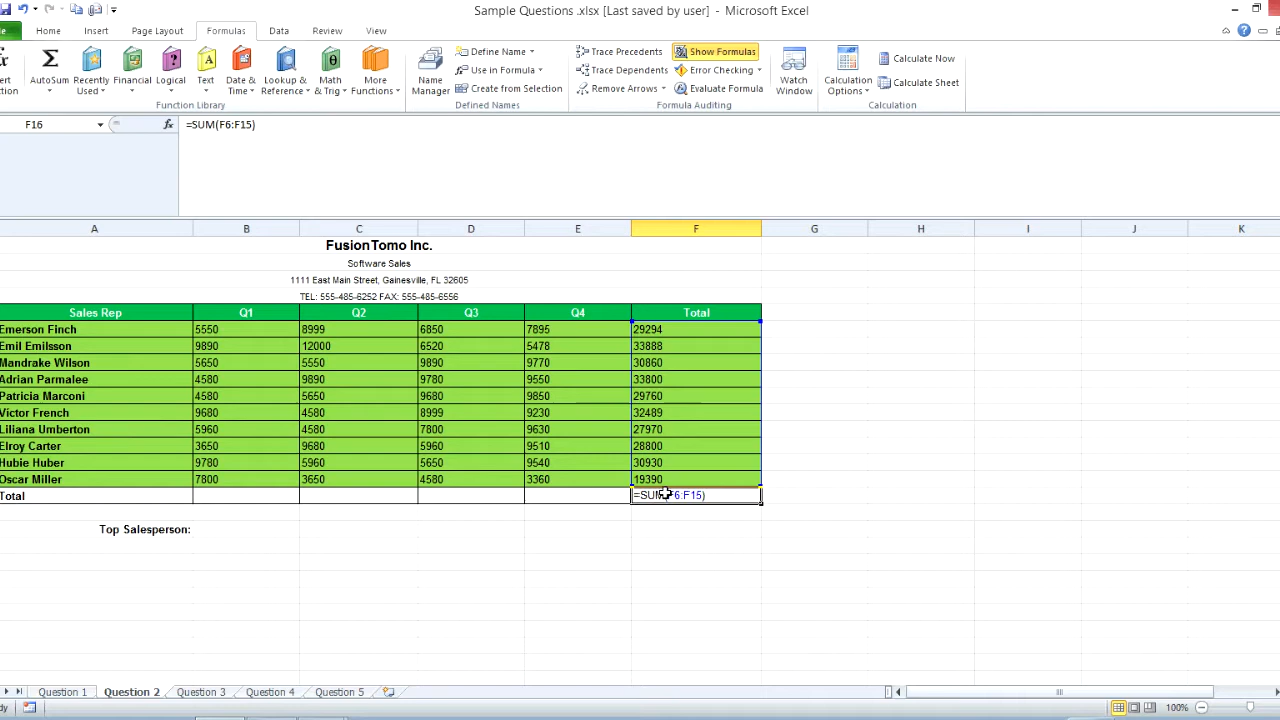 Sample Questions .xlsx [Last saved by user] - Microsoft Excel
Home Insert Page Layout Formulas Data Review View
AutoSum Recently Used Financial Logical Text Date & Time Lookup & Reference Math & Trig More Functions
Function Library
Name Manager
Define Name
Use in Formula
Create from Selection
Defined Names
Trace Precedents Show Formulas
Trace Dependents Error Checking
Remove Arrows Evaluate Formula
Formula Auditing
Watch Window
Calculation Options
Calculate Now
Calculate Sheet
Calculation
F16 fx =SUM(F6:F15)
A B C D E F G H I J K
FusionTomo Inc.
Software Sales
1111 East Main Street, Gainesville, FL 32605
TEL: 555-485-6252 FAX: 555-485-6556
Sales Rep Q1 Q2 Q3 Q4 Total
Emerson Finch 5550 8999 6850 7895 29294
Emil Emilsson 9890 12000 6520 5478 33888
Mandrake Wilson 5650 5550 9890 9770 30860
Adrian Parmalee 4580 9890 9780 9550 33800
Patricia Marconi 4580 5650 9680 9850 29760
Victor French 9680 4580 8999 9230 32489
Liliana Umberton 5960 4580 7800 9630 27970
Elroy Carter 3650 9680 5960 9510 28800
Hubie Huber 9780 5960 5650 9540 30930
Oscar Miller 7800 3650 4580 3360 19390
Total =SUM(F6:F15)
Top Salesperson:
Question 1 Question 2 Question 3 Question 4 Question 5
100%